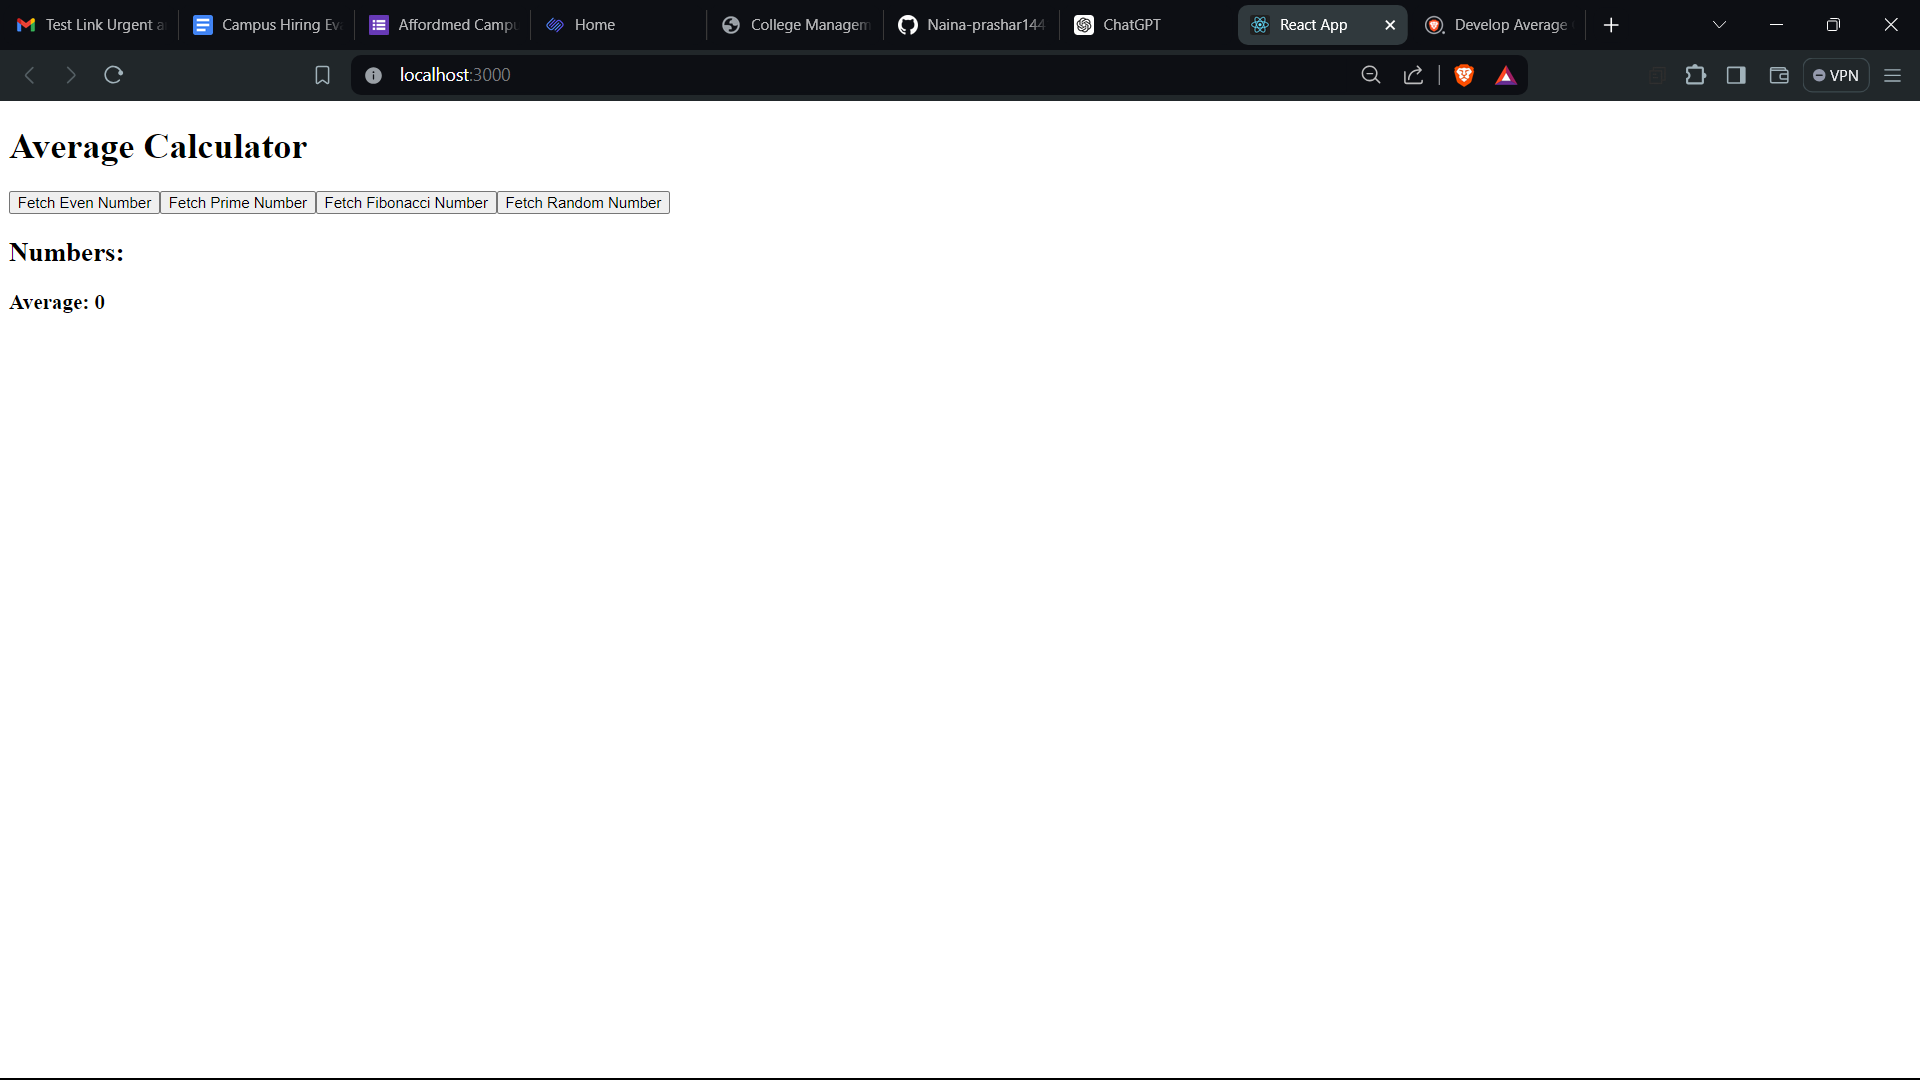 Test Link Urgent a
Campus Hiring Ev
Affordmed Camp
Home
College Managem
Naina-prashar144
ChatGPT
React App
Develop Average
localhost:3000
VPN
Average Calculator
Fetch Even Number
Fetch Prime Number
Fetch Fibonacci Number
Fetch Random Number
Numbers:
Average: 0